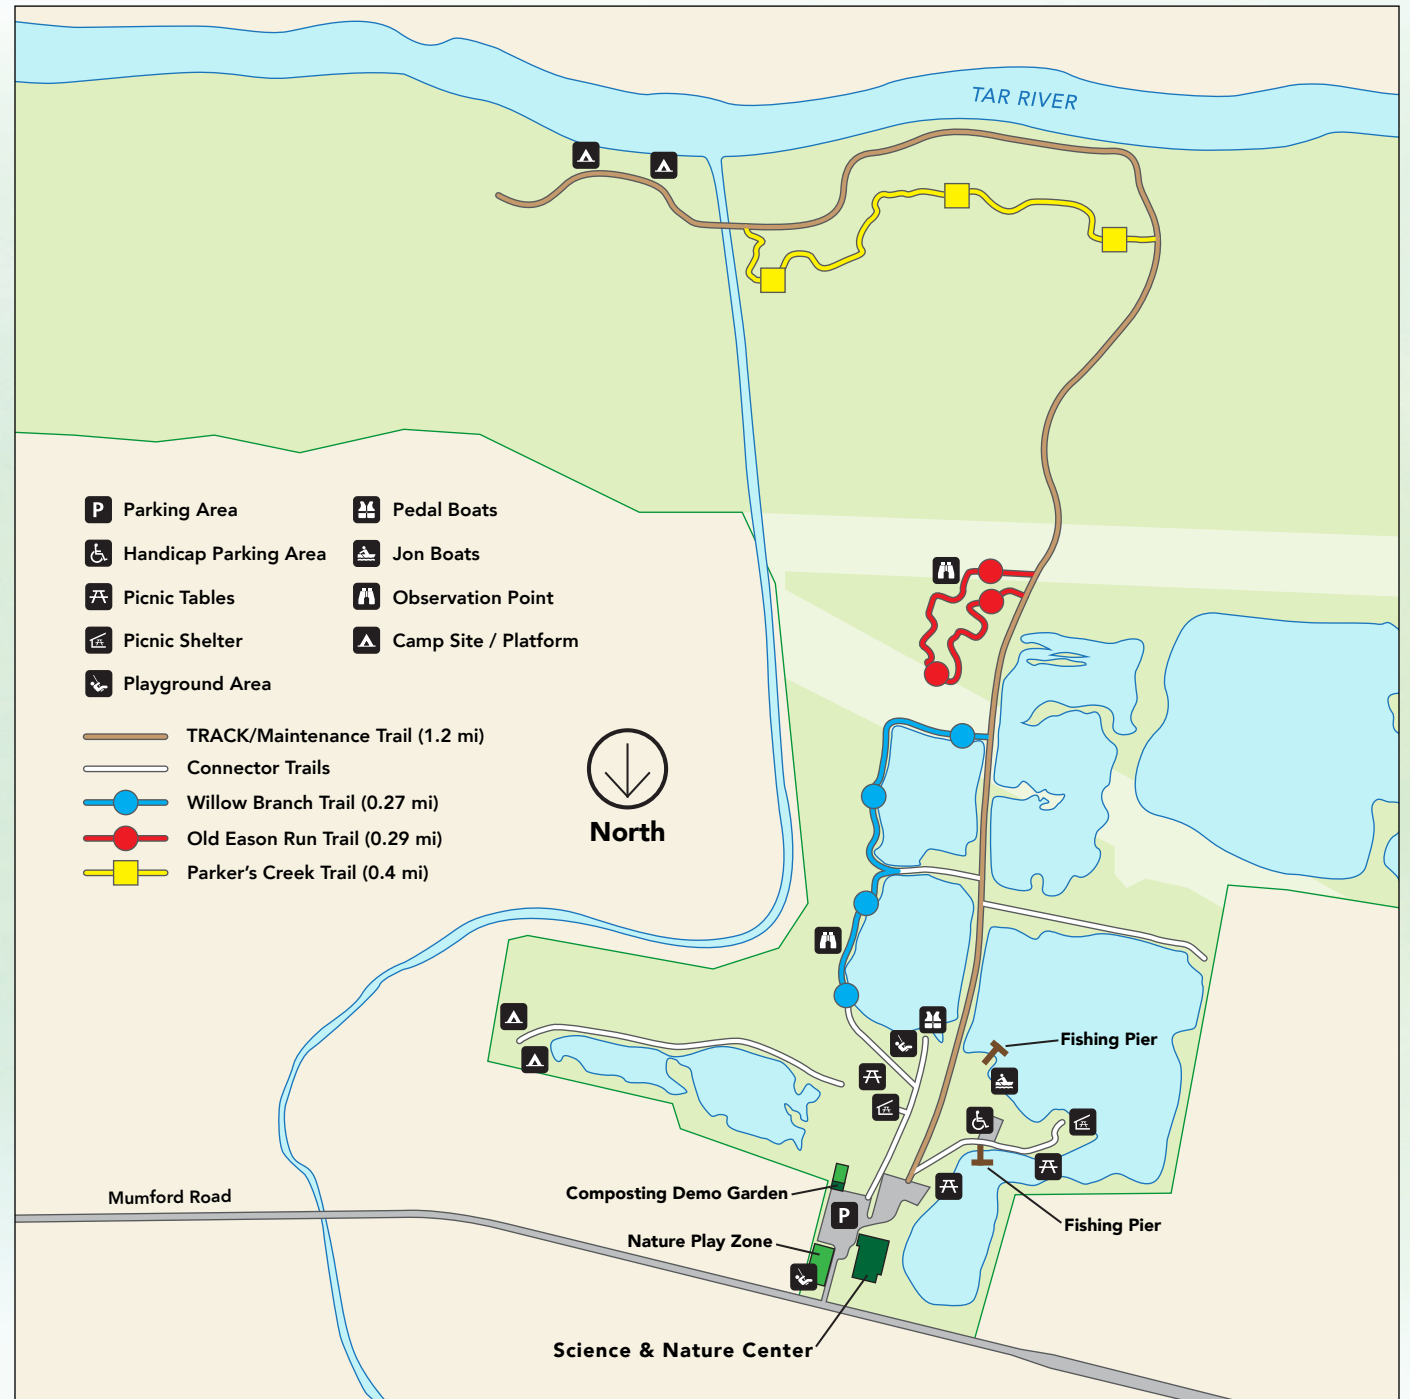 TAR RIVER
P Parking Area
Handicap Parking Area
Picnic Tables
Picnic Shelter
Playground Area
Pedal Boats
Jon Boats
Observation Point
Camp Site / Platform
TRACK/Maintenance Trail (1.2 mi)
Connector Trails
Willow Branch Trail (0.27 mi)
Old Eason Run Trail (0.29 mi)
Parker’s Creek Trail (0.4 mi)
North
Fishing Pier
Mumford Road
Composting Demo Garden
P
Fishing Pier
Nature Play Zone
Science & Nature Center